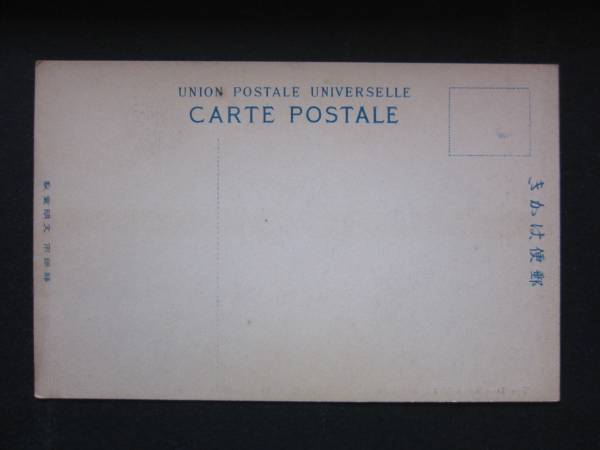 UNION POSTALE UNIVERSELLE
CARTE POSTALE
郵便はかき